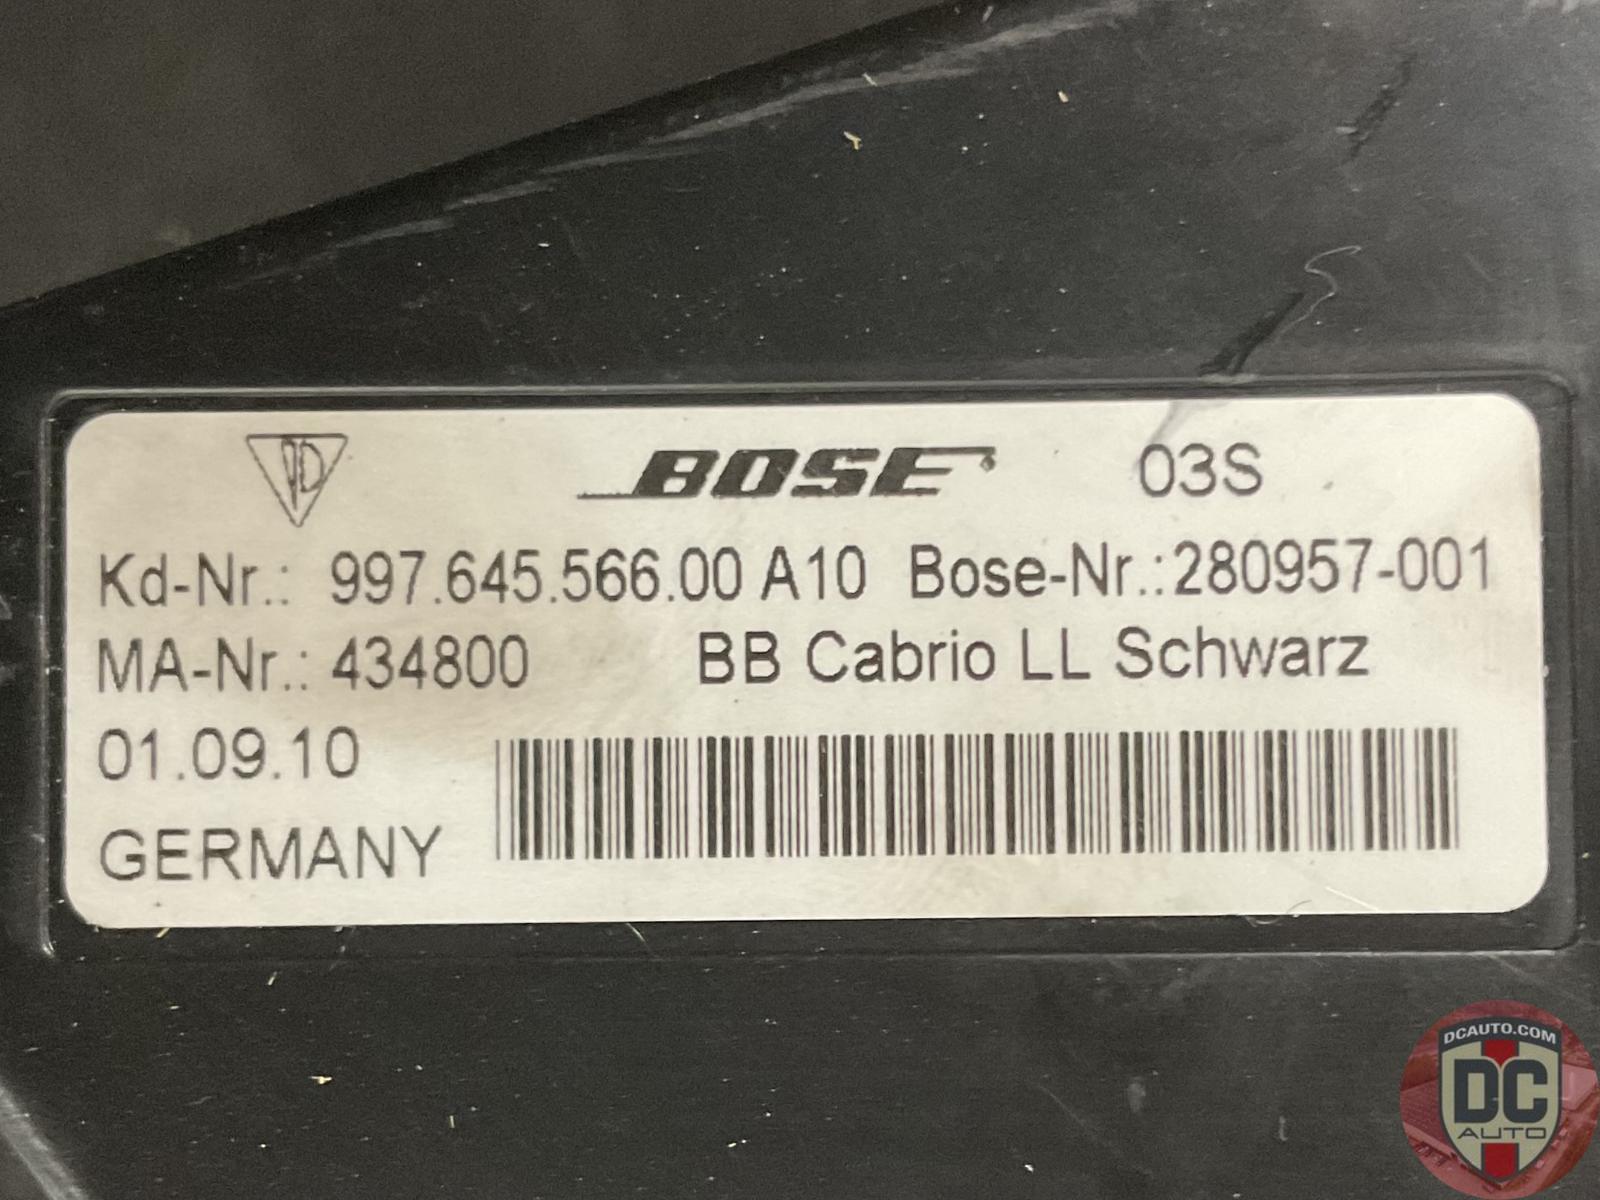 PD
BOSE 03S
Kd-Nr.: 997.645.566.00 A10 Bose-Nr.:280957-001
MA-Nr.: 434800 BB Cabrio LL Schwarz
01.09.10
GERMANY
DCAUTO.COM
DC
AUTO